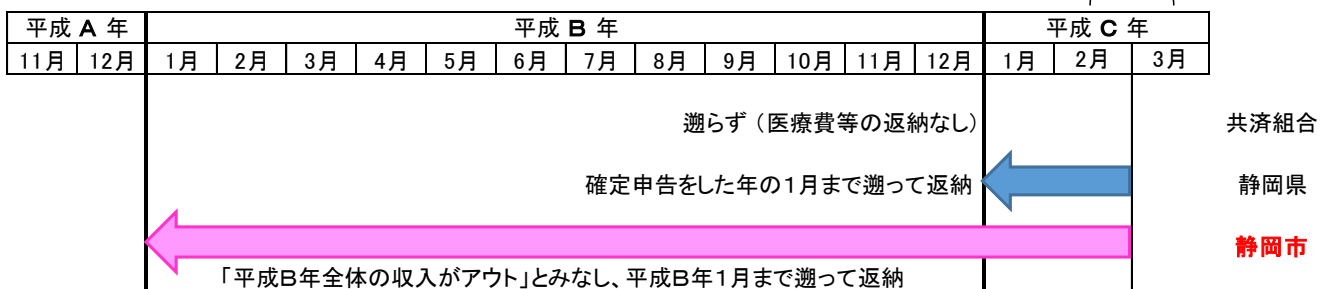 平成 A 年 平成 B 年 平成 C 年
11月 12月 1月 2月 3月 4月 5月 6月 7月 8月 9月 10月 11月 12月 1月 2月 3月
遡らず（医療費等の返納なし） 共済組合
確定申告をした年の1月まで遡って返納 静岡県
静岡市
「平成B年全体の収入がアウト」とみなし、平成B年1月まで遡って返納